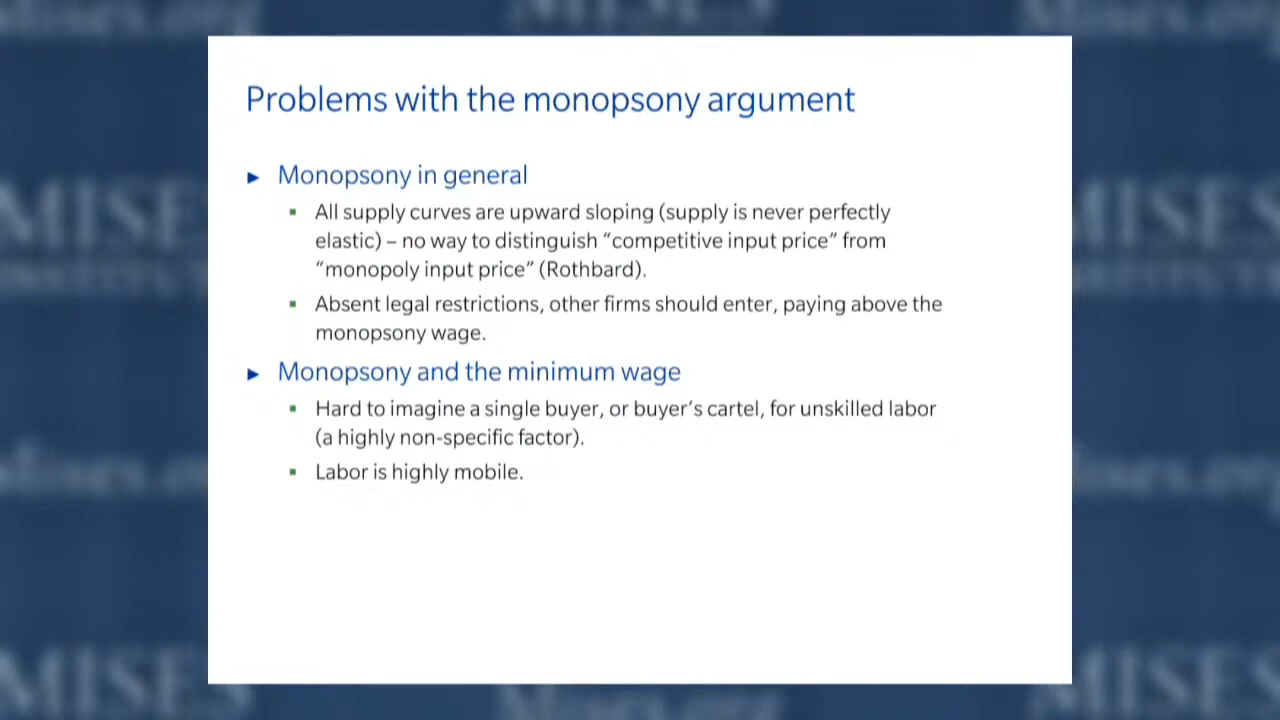 Problems with the monopsony argument
► Monopsony in general
▪ All supply curves are upward sloping (supply is never perfectly
elastic) – no way to distinguish “competitive input price” from
“monopoly input price” (Rothbard).
▪ Absent legal restrictions, other firms should enter, paying above the
monopsony wage.
► Monopsony and the minimum wage
▪ Hard to imagine a single buyer, or buyer’s cartel, for unskilled labor
(a highly non-specific factor).
▪ Labor is highly mobile.